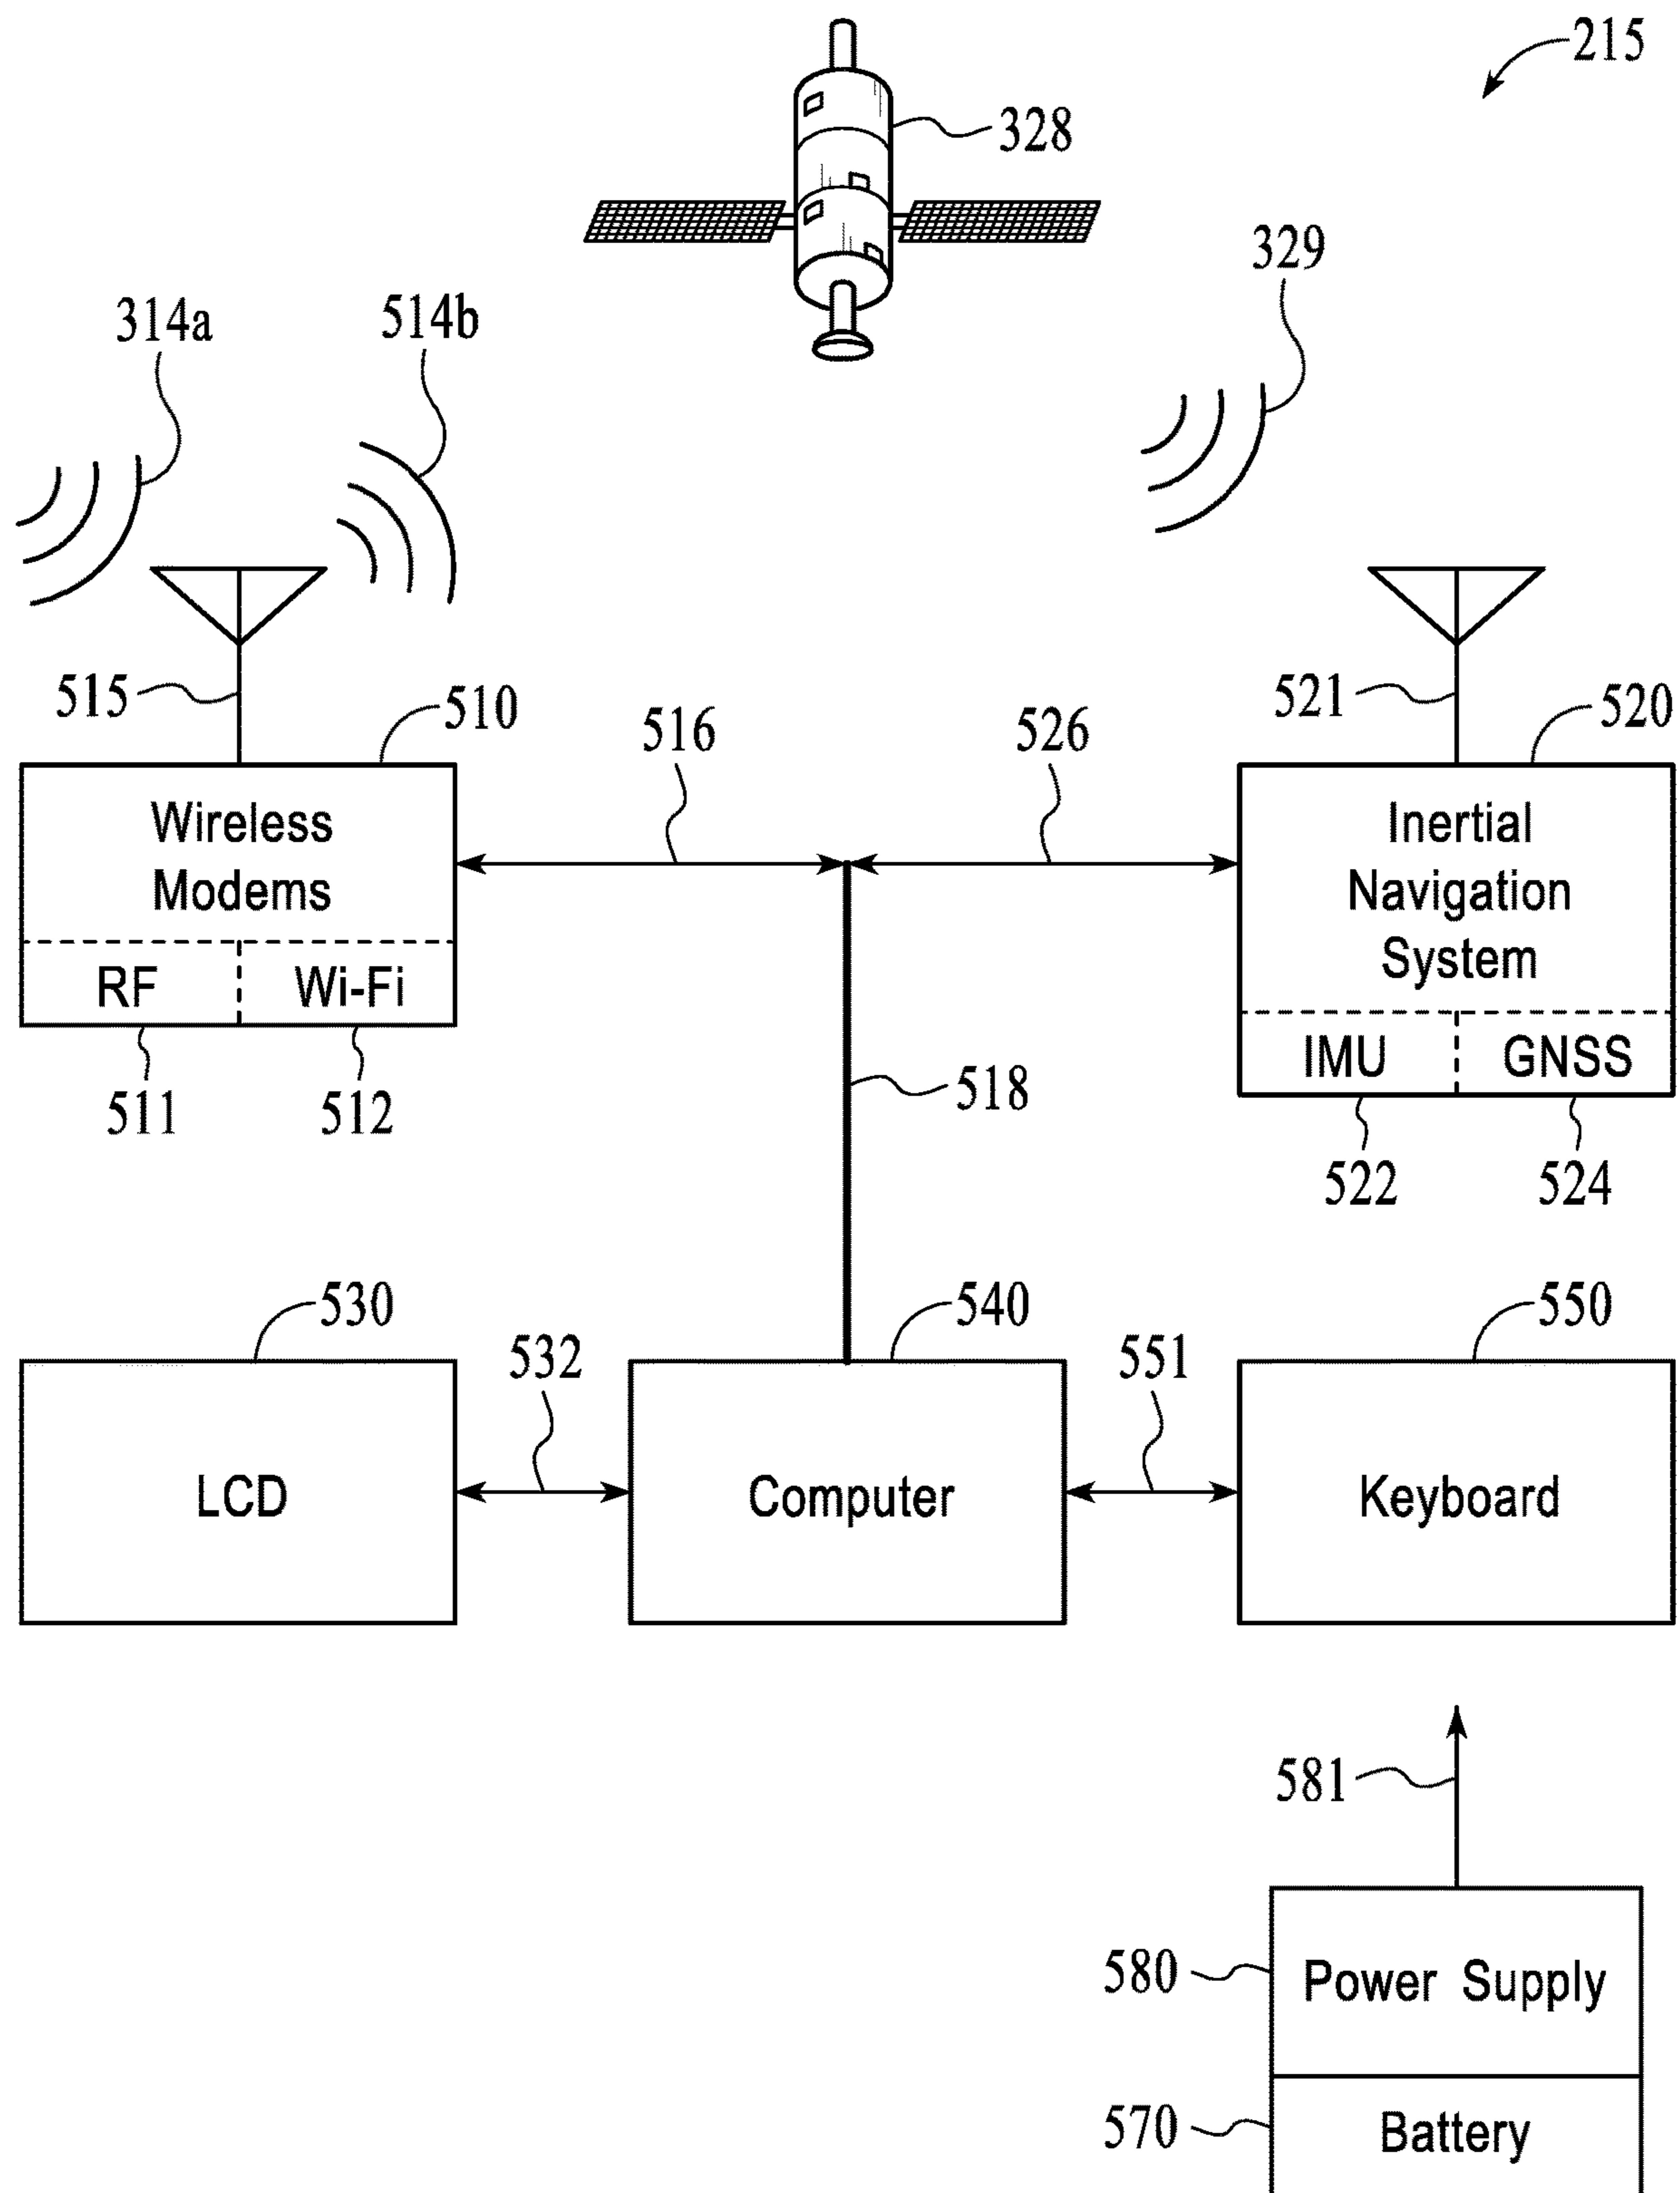 215
328
329
314a
514b
515
510
516
526
521
520
Wireless
Modems
RF
Wi-Fi
511
512
Inertial
Navigation
System
IMU
GNSS
522
524
518
530
532
540
551
550
LCD
Computer
Keyboard
581
580
Power Supply
570
Battery